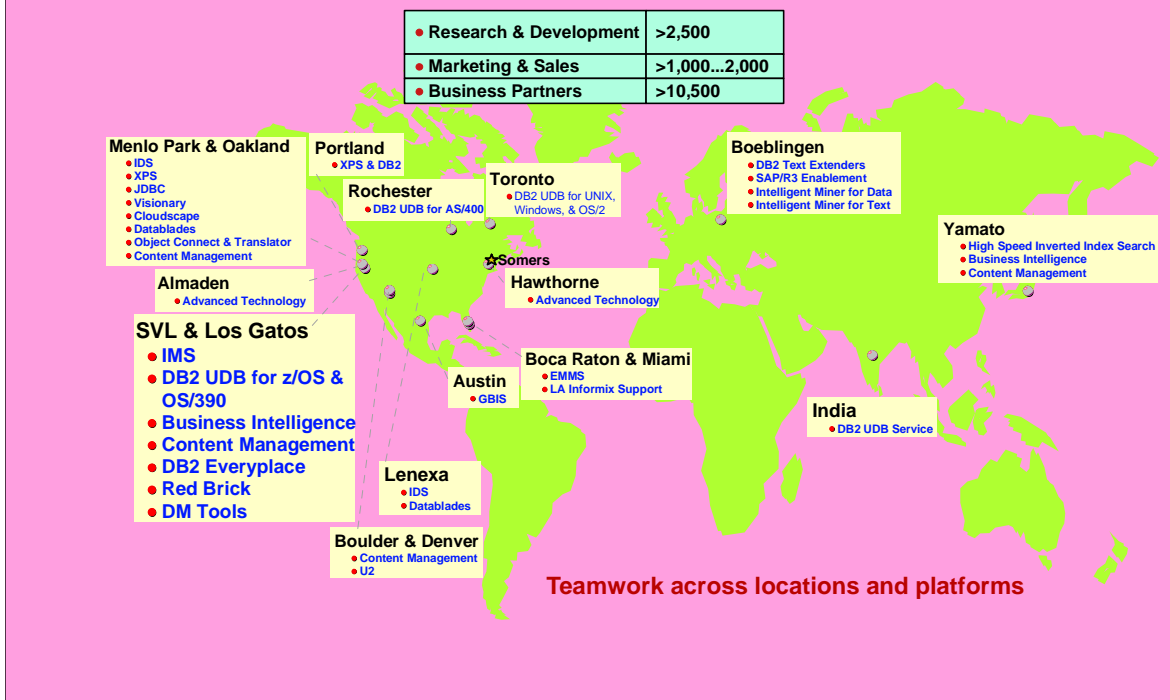 Research & Development >2,500
Marketing & Sales >1,000...2,000
Business Partners >10,500
Menlo Park & Oakland
IDS
XPS
JDBC
Visionary
Cloudscape
Datablades
Object Connect & Translator
Content Management
Portland
XPS & DB2
Rochester
DB2 UDB for AS/400
Toronto
DB2 UDB for UNIX,
Windows, & OS/2
Boeblingen
DB2 Text Extenders
SAP/R3 Enablement
Intelligent Miner for Data
Intelligent Miner for Text
Yamato
High Speed Inverted Index Search
Business Intelligence
Content Management
Somers
Almaden
Advanced Technology
Hawthorne
Advanced Technology
SVL & Los Gatos
IMS
DB2 UDB for z/OS &
OS/390
Business Intelligence
Content Management
DB2 Everyplace
Red Brick
DM Tools
Boca Raton & Miami
EMMS
LA Informix Support
Austin
GBIS
India
DB2 UDB Service
Lenexa
IDS
Datablades
Boulder & Denver
Content Management
U2
Teamwork across locations and platforms